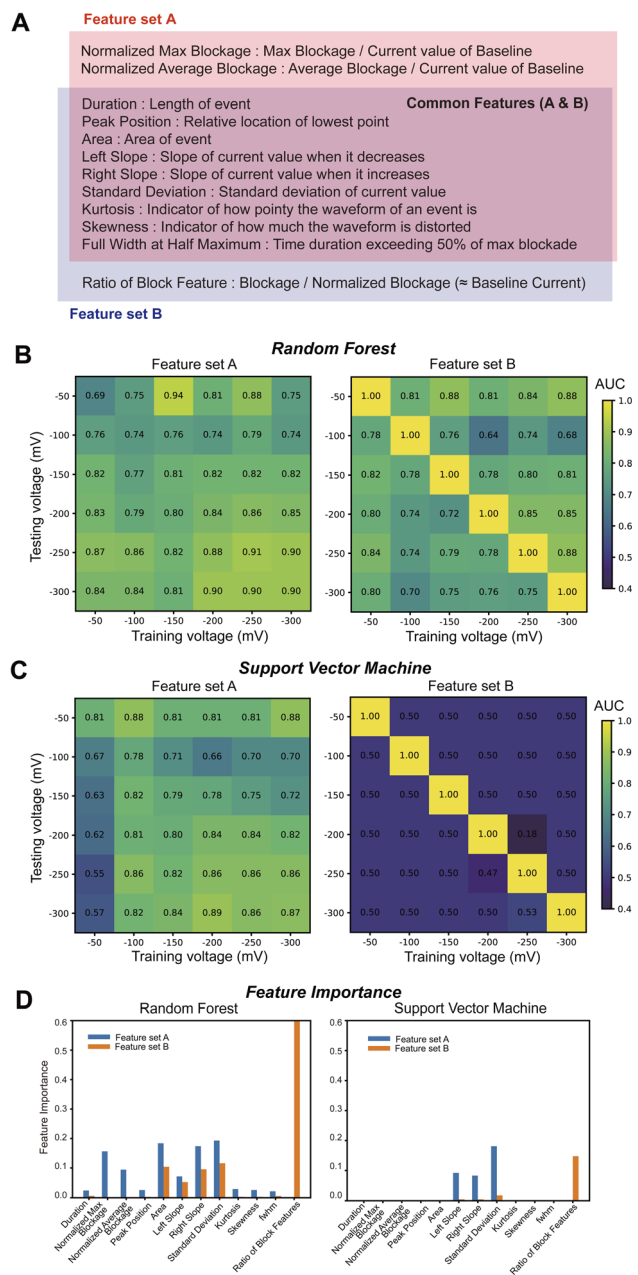 A
Feature set A
Normalized Max Blockage : Max Blockage / Current value of Baseline
Normalized Average Blockage : Average Blockage / Current value of Baseline
Duration : Length of event
Common Features (A & B)
Peak Position : Relative location of lowest point
Area : Area of event
Left Slope : Slope of current value when it decreases
Right Slope : Slope of current value when it increases
Standard Deviation : Standard deviation of current value
Kurtosis : Indicator of how pointy the waveform of an event is
Skewness : Indicator of how much the waveform is distorted
Full Width at Half Maximum : Time duration exceeding 50% of max blockade
Ratio of Block Feature : Blockage / Normalized Blockage (≈ Baseline Current)
Feature set B
B
Random Forest
Feature set A
Testing voltage (mV)
-50 0.69 0.75 0.94 0.81 0.88 0.75
-100 0.76 0.74 0.76 0.74 0.79 0.74
-150 0.82 0.77 0.81 0.82 0.82 0.82
-200 0.83 0.79 0.80 0.84 0.86 0.85
-250 0.87 0.86 0.82 0.88 0.91 0.90
-300 0.84 0.84 0.81 0.90 0.90 0.90
-50 -100 -150 -200 -250 -300
Training voltage (mV)
Feature set B
-50 1.00 0.81 0.88 0.81 0.84 0.88
-100 0.78 1.00 0.76 0.64 0.74 0.68
-150 0.82 0.78 1.00 0.78 0.80 0.81
-200 0.80 0.74 0.72 1.00 0.85 0.85
-250 0.84 0.74 0.79 0.78 1.00 0.88
-300 0.80 0.70 0.75 0.76 0.75 1.00
-50 -100 -150 -200 -250 -300
Training voltage (mV)
AUC
1.0
0.9
0.8
0.7
0.6
0.5
0.4
C
Support Vector Machine
Feature set A
Testing voltage (mV)
-50 0.81 0.88 0.81 0.81 0.81 0.88
-100 0.67 0.78 0.71 0.66 0.70 0.70
-150 0.63 0.82 0.79 0.78 0.75 0.72
-200 0.62 0.81 0.80 0.84 0.84 0.82
-250 0.55 0.86 0.82 0.86 0.86 0.86
-300 0.57 0.82 0.84 0.89 0.86 0.87
-50 -100 -150 -200 -250 -300
Training voltage (mV)
Feature set B
-50 1.00 0.50 0.50 0.50 0.50 0.50
-100 0.50 1.00 0.50 0.50 0.50 0.50
-150 0.50 0.50 1.00 0.50 0.50 0.50
-200 0.50 0.50 0.50 1.00 0.18 0.50
-250 0.50 0.50 0.50 0.47 1.00 0.50
-300 0.50 0.50 0.50 0.50 0.53 1.00
-50 -100 -150 -200 -250 -300
Training voltage (mV)
AUC
1.0
0.9
0.8
0.7
0.6
0.5
0.4
D
Feature Importance
Random Forest
Feature Importance
0.6
0.5
0.4
0.3
0.2
0.1
0.0
Feature set A
Feature set B
Duration
Normalized Max
Blockage
Normalized Average
Blockage
Peak Position
Area
Left Slope
Right Slope
Standard Deviation
Kurtosis
Skewness
fwhm
Ratio of Block Features
Support Vector Machine
0.6
0.5
0.4
0.3
0.2
0.1
0.0
Feature set A
Feature set B
Duration
Normalized Max
Blockage
Normalized Average
Blockage
Peak Position
Area
Left Slope
Right Slope
Standard Deviation
Kurtosis
Skewness
fwhm
Ratio of Block Features